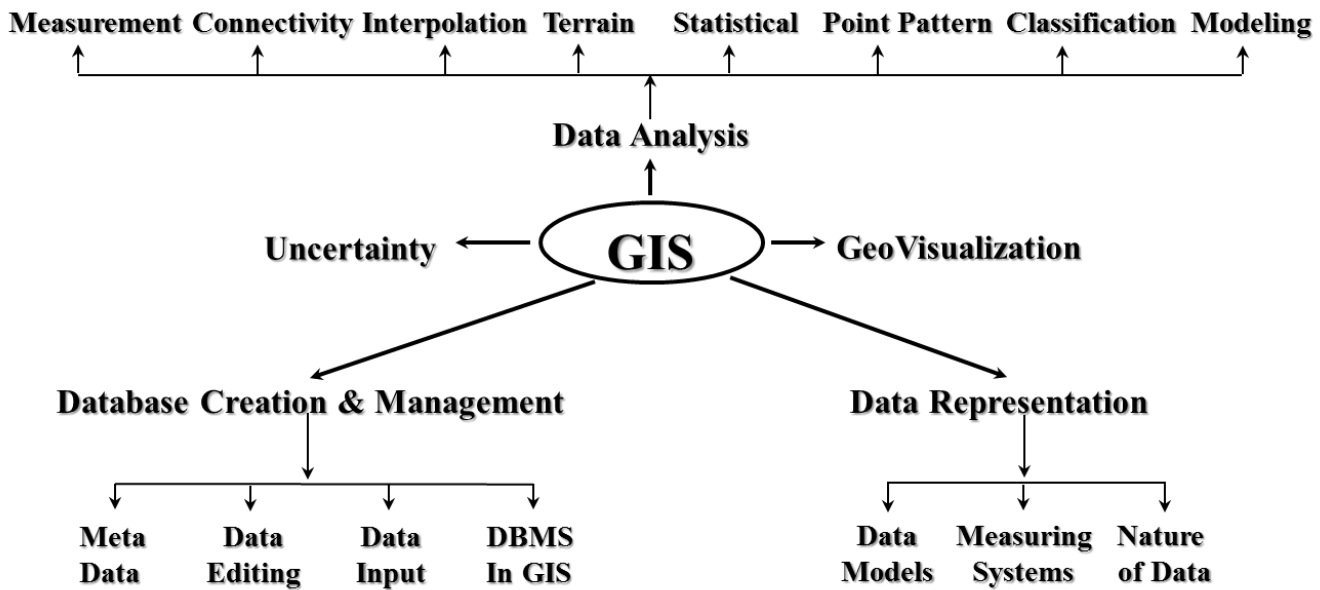 Measurement Connectivity Interpolation Terrain Statistical Point Pattern Classification Modeling
Data Analysis
Uncertainty GIS GeoVisualization
Database Creation & Management Data Representation
Meta Data Data DBMS Data Measuring Nature
Data Editing Input In GIS Models Systems of Data